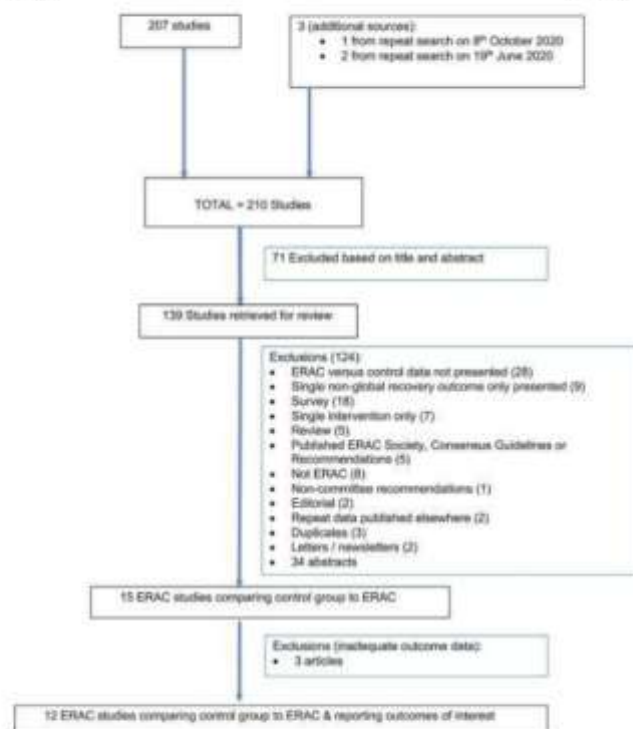 207 studies
3 (additional sources):
• 1 from repeat search on 8th October 2020
• 2 from repeat search on 19th June 2020
TOTAL = 210 Studies
71 Excluded based on title and abstract
139 Studies retrieved for review
Exclusions (124):
• ERAC versus control data not presented (28)
• Single non-global recovery outcome only presented (9)
• Survey (18)
• Single intervention only (7)
• Review (5)
• Published ERAC Society, Consensus Guidelines or
Recommendations (5)
• Not ERAC (8)
• Non-committee recommendations (1)
• Editorial (2)
• Repeat data published elsewhere (2)
• Duplicates (3)
• Letters / newsletters (2)
• 34 abstracts
15 ERAC studies comparing control group to ERAC
Exclusions (inadequate outcome data):
• 3 articles
12 ERAC studies comparing control group to ERAC & reporting outcomes of interest